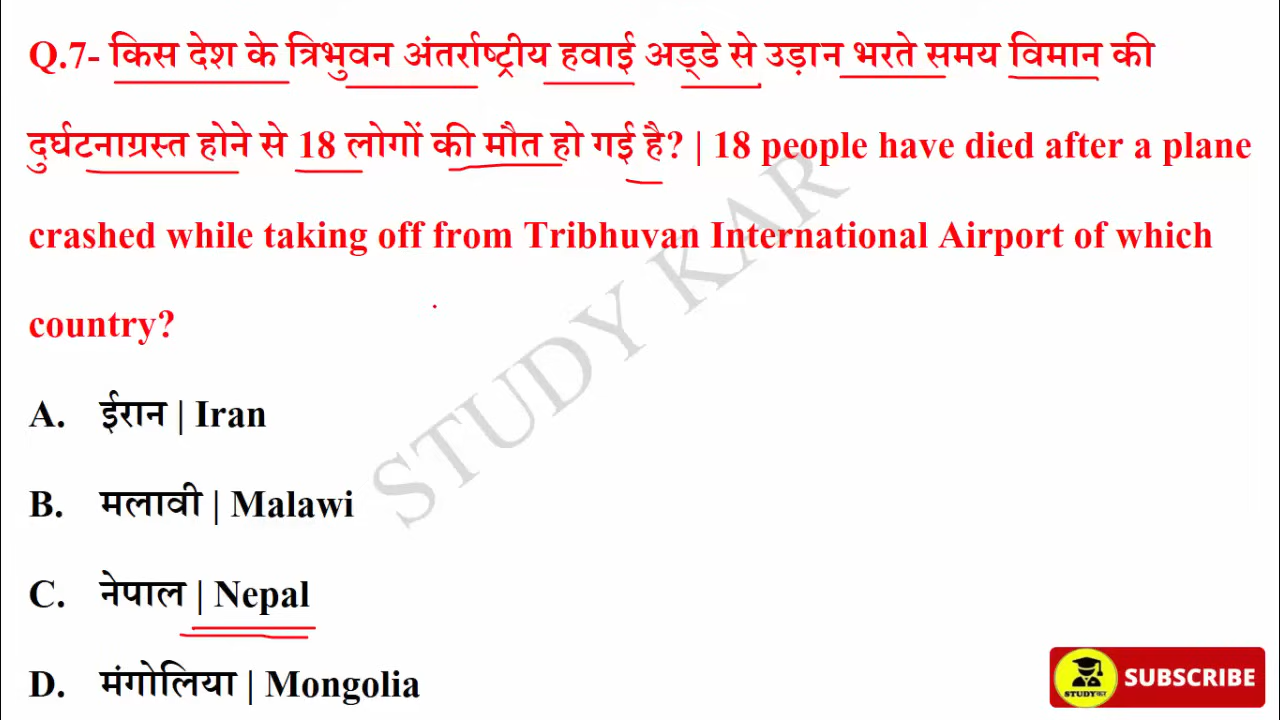 Q.7- किस देश के त्रिभुवन अंतर्राष्ट्रीय हवाई अड्डे से उड़ान भरते समय विमान की
दुर्घटनाग्रस्त होने से 18 लोगों की मौत हो गई है? | 18 people have died after a plane
crashed while taking off from Tribhuvan International Airport of which
country?
A. ईरान | Iran
B. मलावी | Malawi
C. नेपाल | Nepal
D. मंगोलिया | Mongolia
STUDY KAR
STUDY कर
SUBSCRIBE